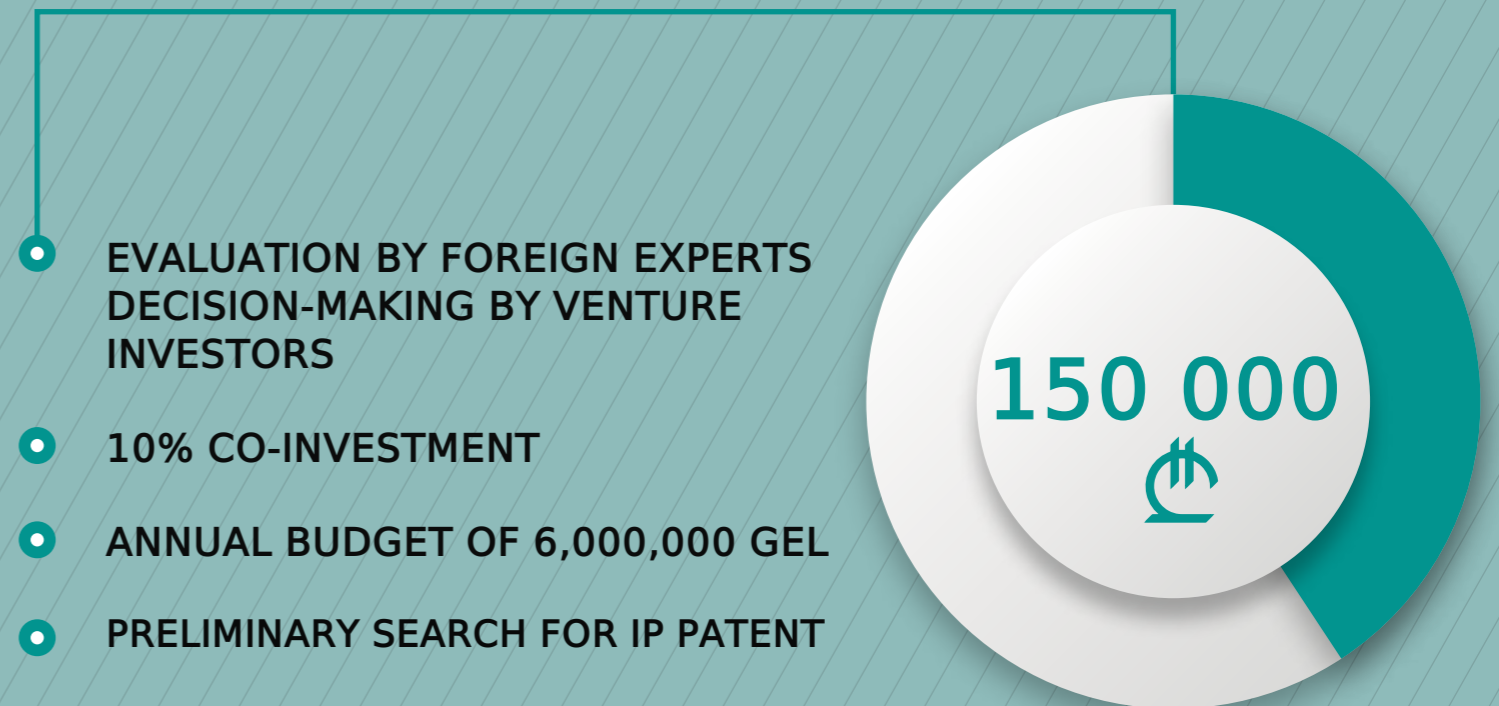 EVALUATION BY FOREIGN EXPERTS
DECISION-MAKING BY VENTURE
INVESTORS
10% CO-INVESTMENT
ANNUAL BUDGET OF 6,000,000 GEL
PRELIMINARY SEARCH FOR IP PATENT
150 000
₾